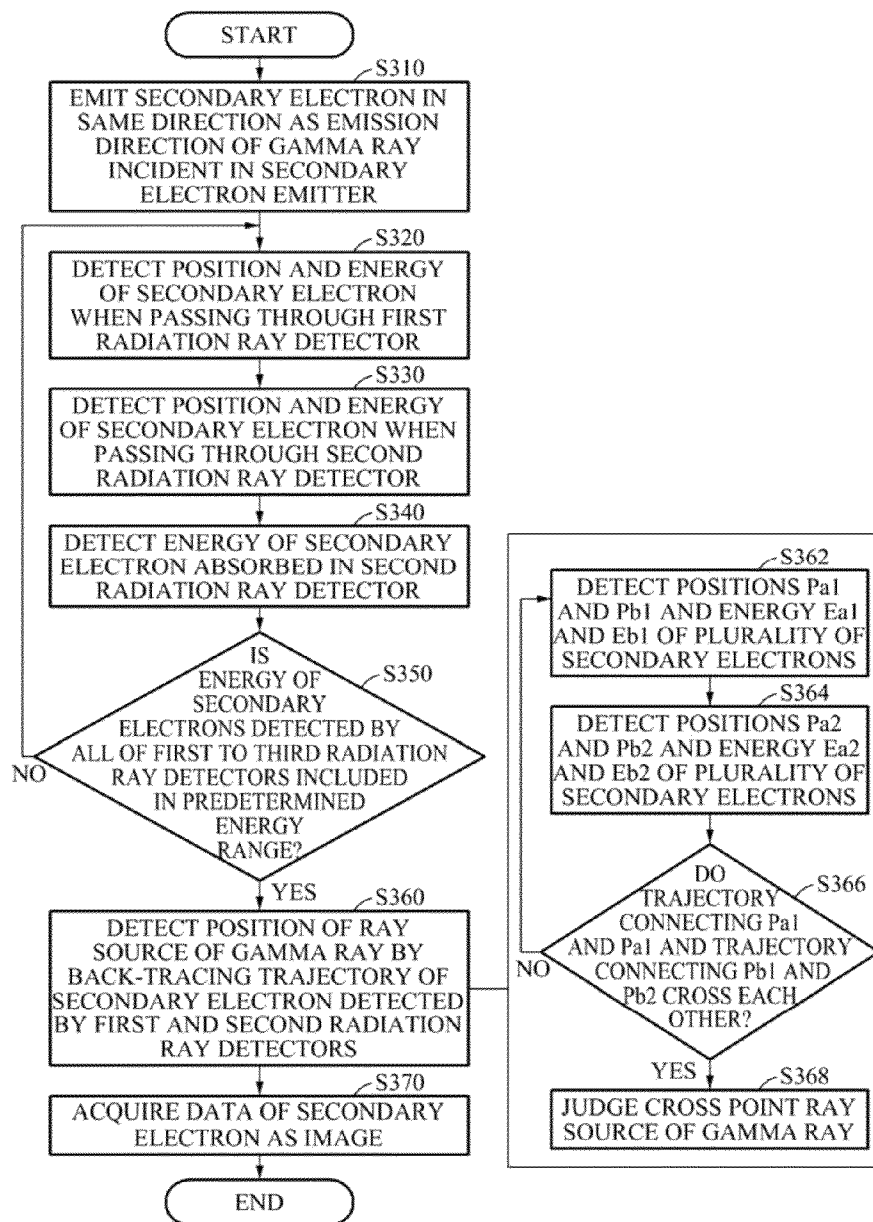 START
S310
EMIT SECONDARY ELECTRON IN
SAME DIRECTION AS EMISSION
DIRECTION OF GAMMA RAY
INCIDENT IN SECONDARY
ELECTRON EMITTER
S320
DETECT POSITION AND ENERGY
OF SECONDARY ELECTRON
WHEN PASSING THROUGH FIRST
RADIATION RAY DETECTOR
S330
DETECT POSITION AND ENERGY
OF SECONDARY ELECTRON WHEN
PASSING THROUGH SECOND
RADIATION RAY DETECTOR
S340
DETECT ENERGY OF SECONDARY
ELECTRON ABSORBED IN SECOND
RADIATION RAY DETECTOR
S350
IS
ENERGY OF
SECONDARY
ELECTRONS DETECTED BY
ALL OF FIRST TO THIRD RADIATION
RAY DETECTORS INCLUDED
IN PREDETERMINED
ENERGY
RANGE?
NO
YES
S360
DETECT POSITION OF RAY
SOURCE OF GAMMA RAY BY
BACK-TRACING TRAJECTORY OF
SECONDARY ELECTRON DETECTED
BY FIRST AND SECOND RADIATION
RAY DETECTORS
S370
ACQUIRE DATA OF SECONDARY
ELECTRON AS IMAGE
END
S362
DETECT POSITIONS Pa1
AND Pb1 AND ENERGY Ea1
AND Eb1 OF PLURALITY OF
SECONDARY ELECTRONS
S364
DETECT POSITIONS Pa2
AND Pb2 AND ENERGY Ea2
AND Eb2 OF PLURALITY OF
SECONDARY ELECTRONS
S366
DO
TRAJECTORY
CONNECTING Pa1
AND Pa1 AND TRAJECTORY
CONNECTING Pb1 AND
Pb2 CROSS EACH
OTHER?
NO
YES
S368
JUDGE CROSS POINT RAY
SOURCE OF GAMMA RAY